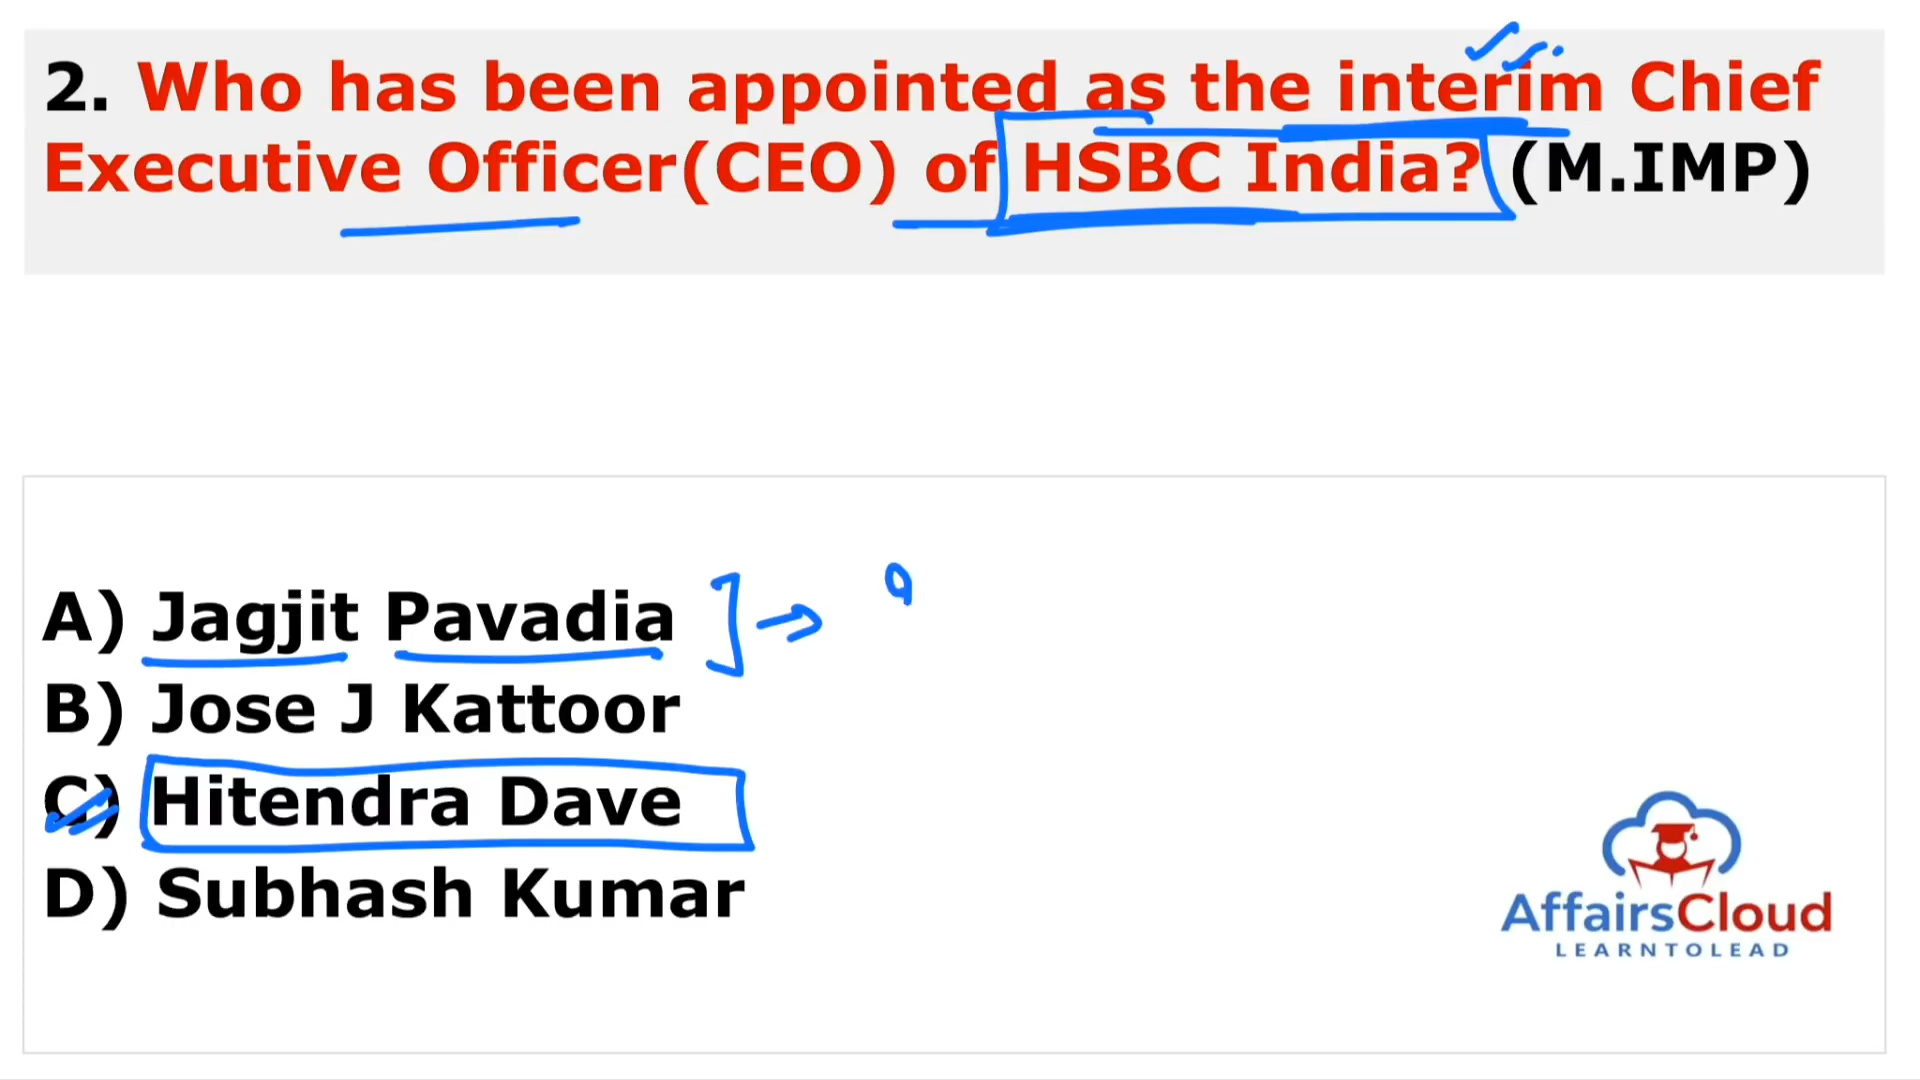 2. Who has been appointed as the interim Chief
Executive Officer(CEO) of HSBC India? (M.IMP)
A) Jagjit Pavadia
B) Jose J Kattoor
C) Hitendra Dave
D) Subhash Kumar
AffairsCloud
LEARNTOLEAD